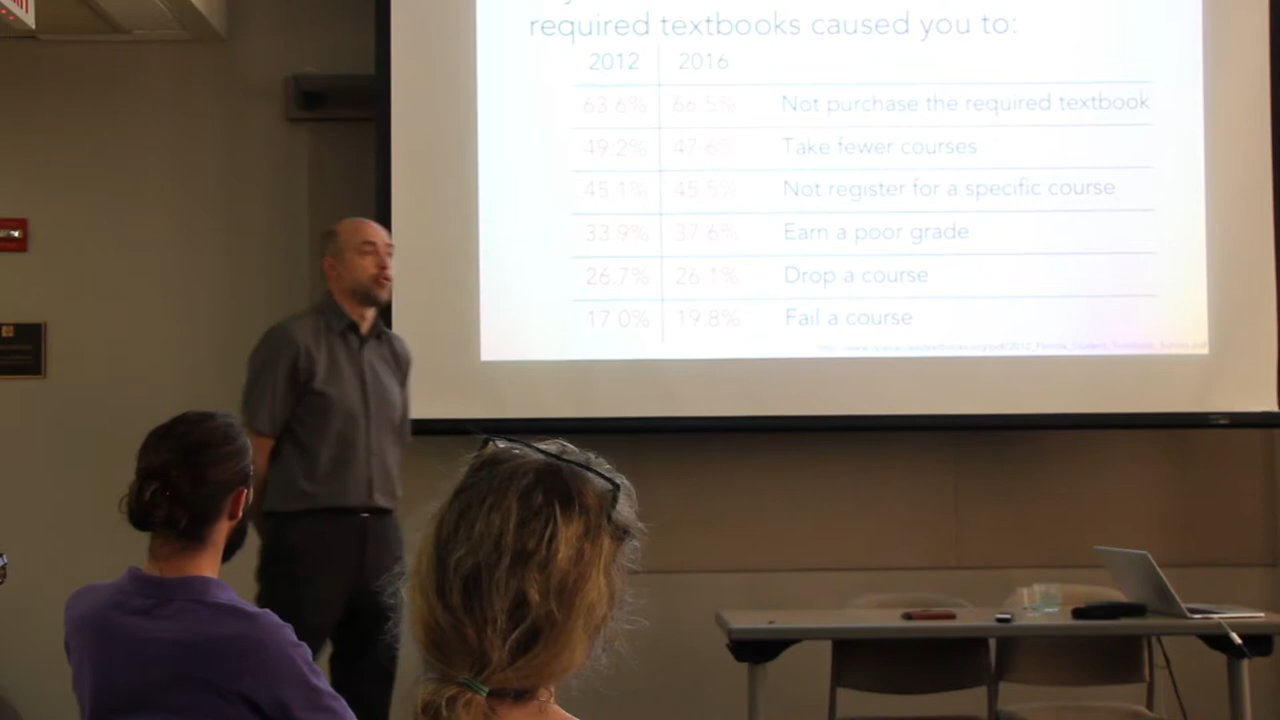 required textbooks caused you to:
2012 2016
63.6% 66.5% Not purchase the required textbook
49.2% 47.6% Take fewer courses
45.1% 45.5% Not register for a specific course
33.9% 37.6% Earn a poor grade
26.7% 26.1% Drop a course
17.0% 19.8% Fail a course